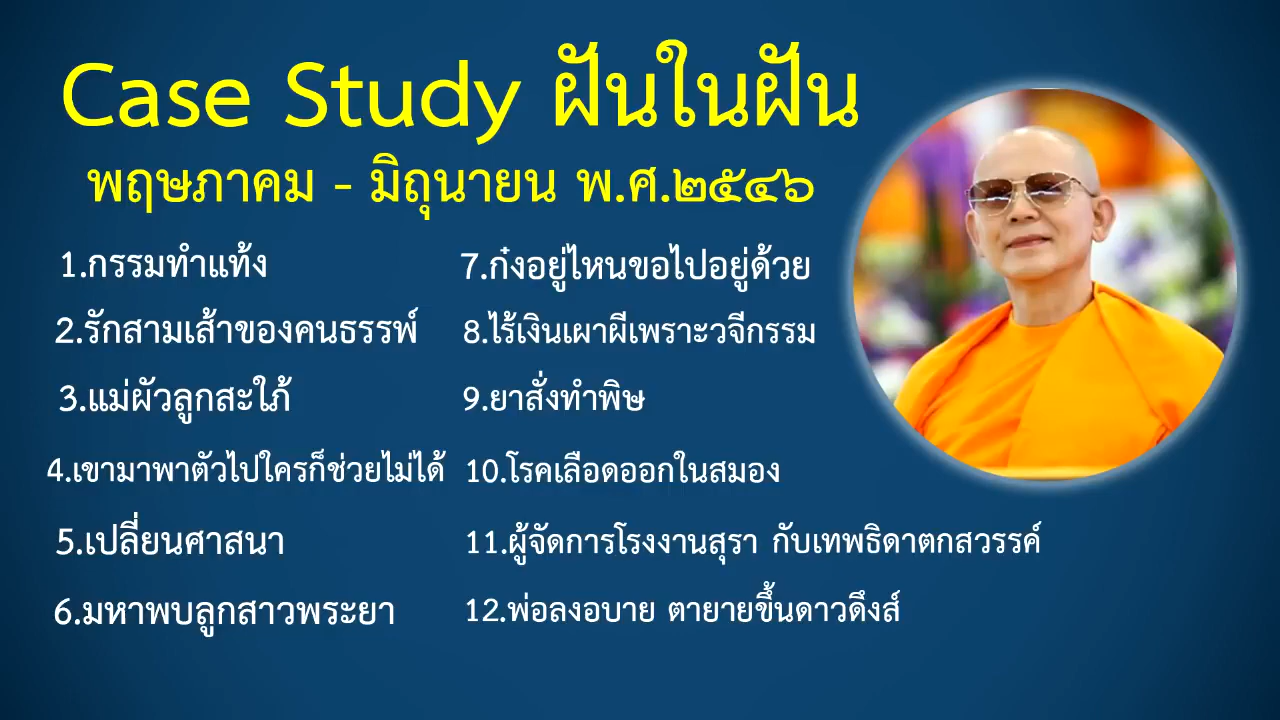 Case Study ฝันในฝัน
พฤษภาคม - มิถุนายน พ.ศ.๒๕๔๖
1.กรรมทำแท้ง
2.รักสามเส้าของคนธรรพ์
3.แม่ผัวลูกสะใภ้
4.เขามาพาตัวไปใครก็ช่วยไม่ได้
5.เปลี่ยนศาสนา
6.มหาพบลูกสาวพระยา
7.ก๋งอยู่ไหนขอไปอยู่ด้วย
8.ไร้เงินเผาผีเพราะวจีกรรม
9.ยาสั่งทำพิษ
10.โรคเลือดออกในสมอง
11.ผู้จัดการโรงงานสุรา กับเทพธิดาตกสวรรค์
12.พ่อลงอบาย ตายายขึ้นดาวดึงส์